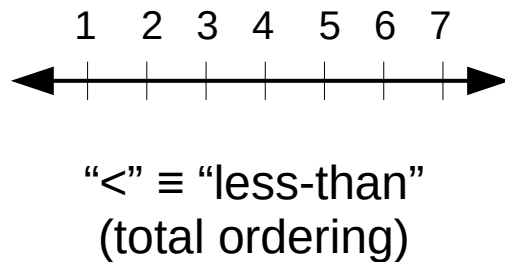 1 2 3 4 5 6 7
“<” ≡ “less-than”
(total ordering)